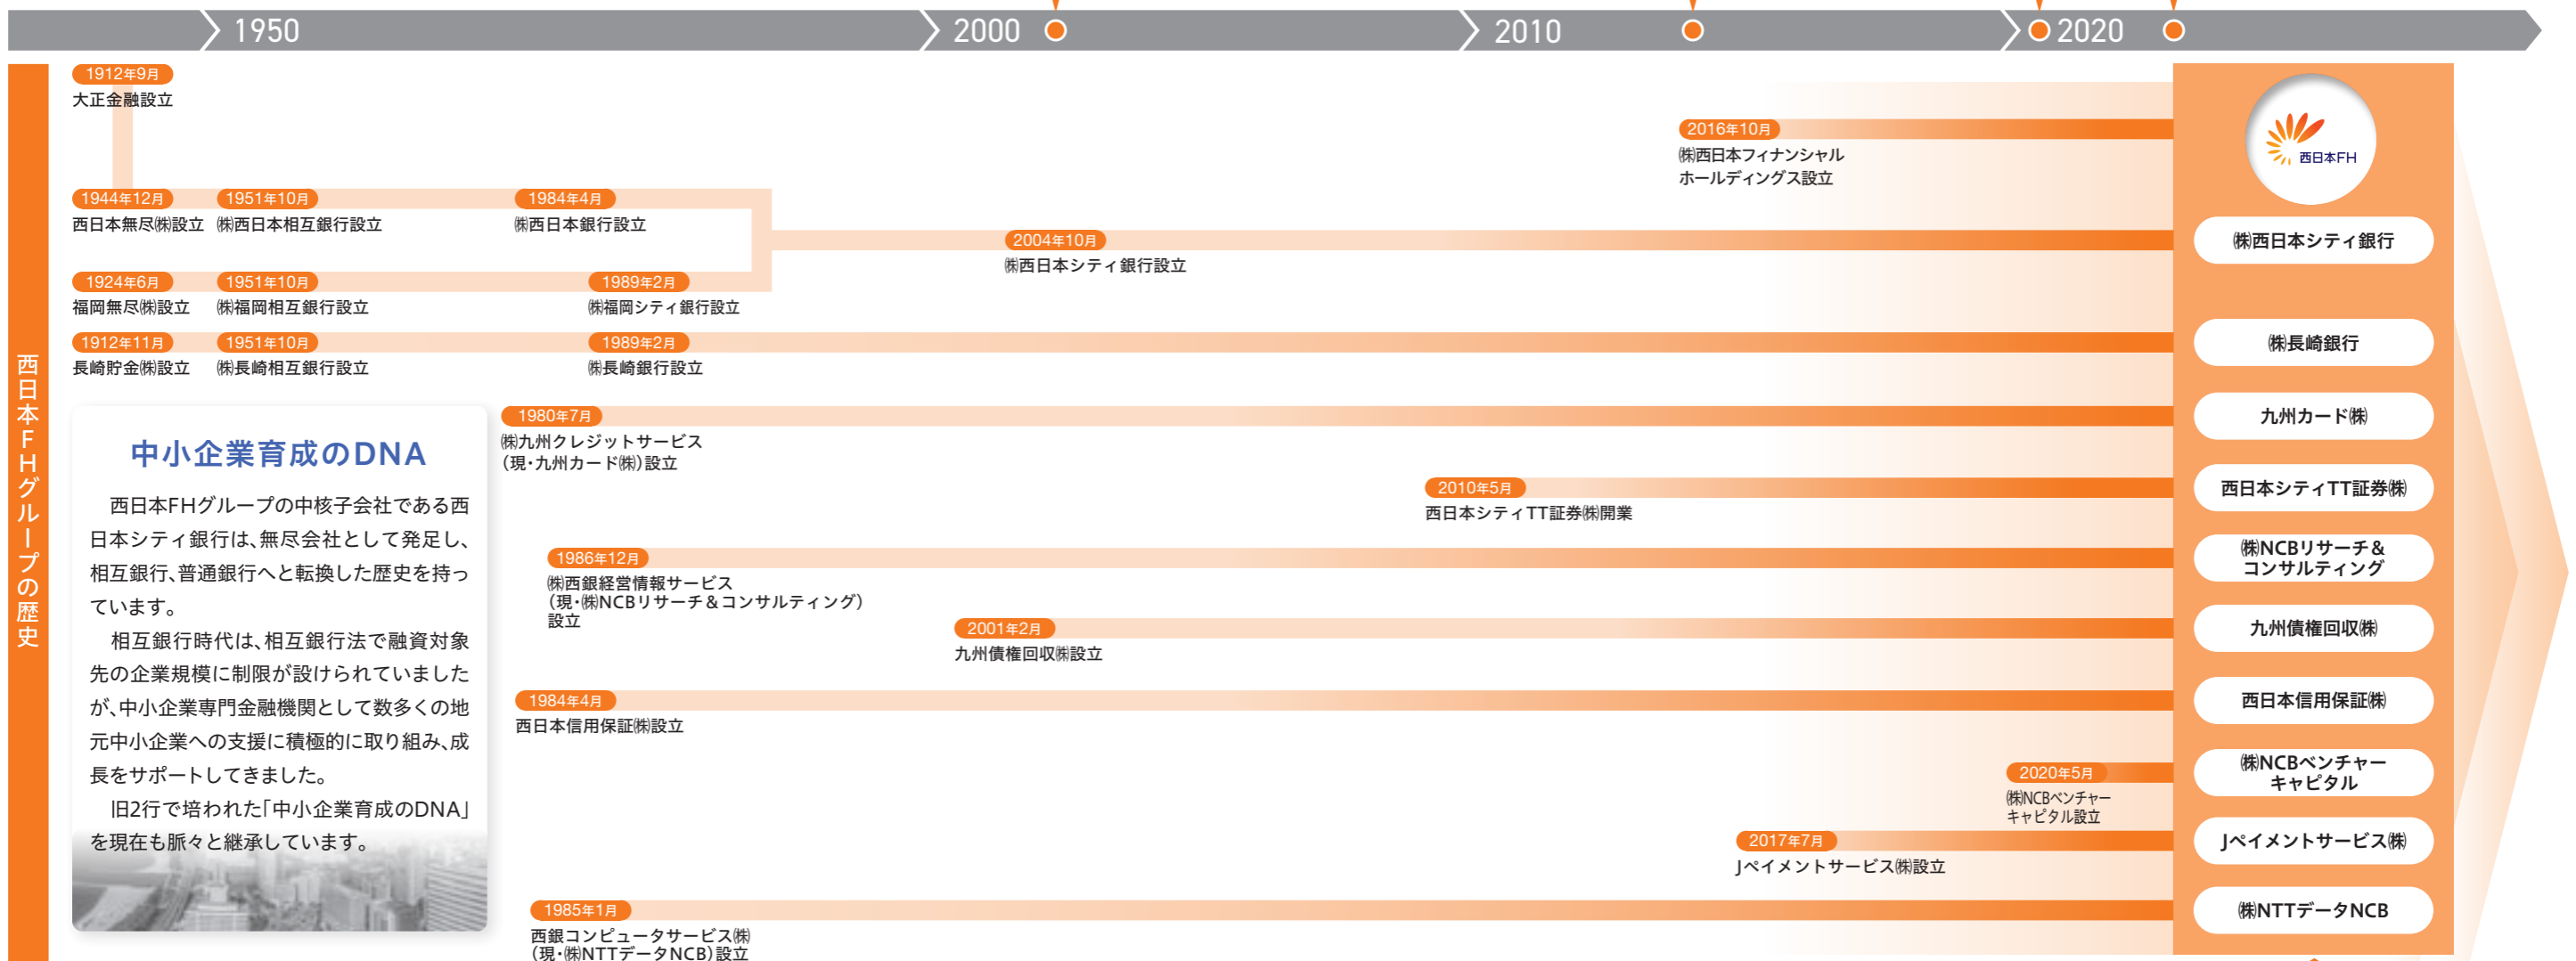 1950
2000
2010
2020
西日本FHグループの歴史
1912年9月
大正金融設立
2016年10月
㈱西日本フィナンシャル
ホールディングス設立
西日本FH
1944年12月
西日本無尽㈱設立
1951年10月
㈱西日本相互銀行設立
1984年4月
㈱西日本銀行設立
2004年10月
㈱西日本シティ銀行設立
㈱西日本シティ銀行
1924年6月
福岡無尽㈱設立
1951年10月
㈱福岡相互銀行設立
1989年2月
㈱福岡シティ銀行設立
1912年11月
長崎貯金㈱設立
1951年10月
㈱長崎相互銀行設立
1989年2月
㈱長崎銀行設立
㈱長崎銀行
中小企業育成のDNA
西日本FHグループの中核子会社である西
日本シティ銀行は、無尽会社として発足し、
相互銀行、普通銀行へと転換した歴史を持っ
ています。
相互銀行時代は、相互銀行法で融資対象
先の企業規模に制限が設けられていました
が、中小企業専門金融機関として数多くの地
元中小企業への支援に積極的に取り組み、成
長をサポートしてきました。
旧2行で培われた「中小企業育成のDNA」
を現在も脈々と継承しています。
1980年7月
㈱九州クレジットサービス
(現・九州カード㈱)設立
九州カード㈱
2010年5月
西日本シティTT証券㈱開業
西日本シティTT証券㈱
1986年12月
㈱西銀経営情報サービス
(現・㈱NCBリサーチ&コンサルティング)
設立
㈱NCBリサーチ&
コンサルティング
2001年2月
九州債権回収㈱設立
九州債権回収㈱
1984年4月
西日本信用保証㈱設立
西日本信用保証㈱
2020年5月
㈱NCBベンチャー
キャピタル設立
㈱NCBベンチャー
キャピタル
2017年7月
Jペイメントサービス㈱設立
Jペイメントサービス㈱
1985年1月
西銀コンピュータサービス㈱
(現・㈱NTTデータNCB)設立
㈱NTTデータNCB